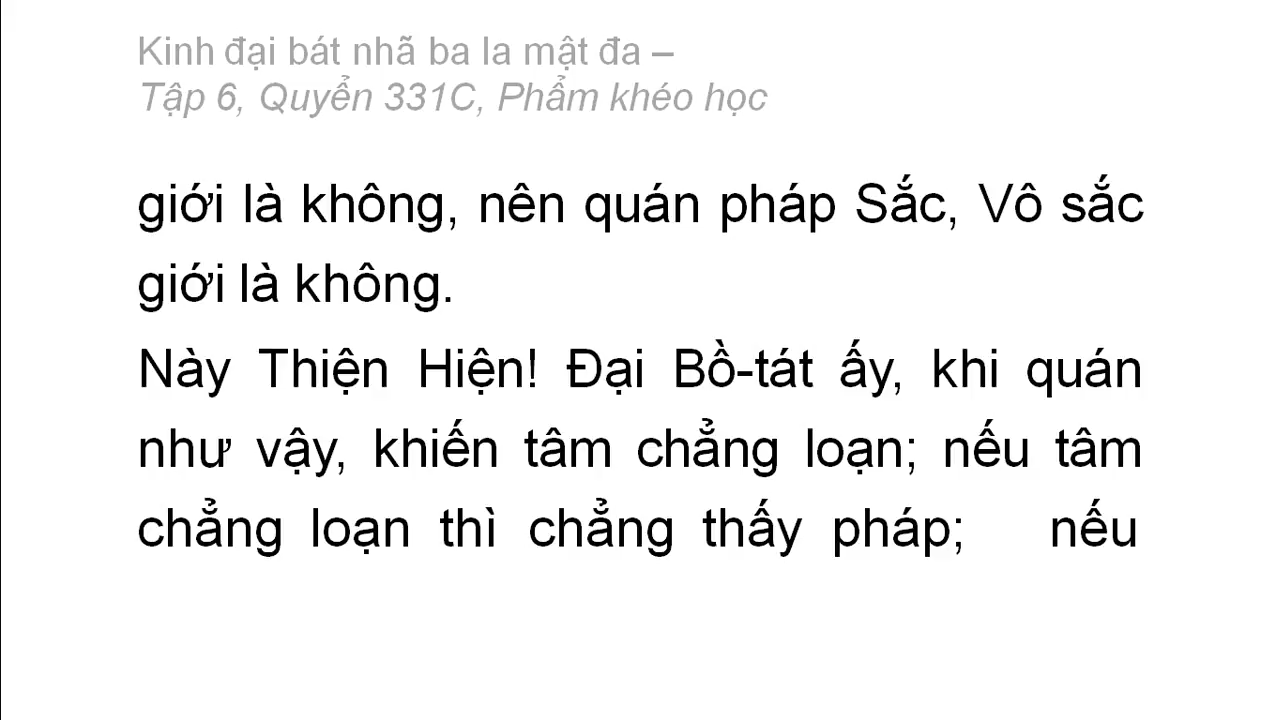 Kinh đại bát nhã ba la mật đa –
Tập 6, Quyển 331C, Phẩm khéo học
giới là không, nên quán pháp Sắc, Vô sắc
giới là không.
Này Thiện Hiện! Đại Bồ-tát ấy, khi quán
như vậy, khiến tâm chẳng loạn; nếu tâm
chẳng loạn thì chẳng thấy pháp; nếu